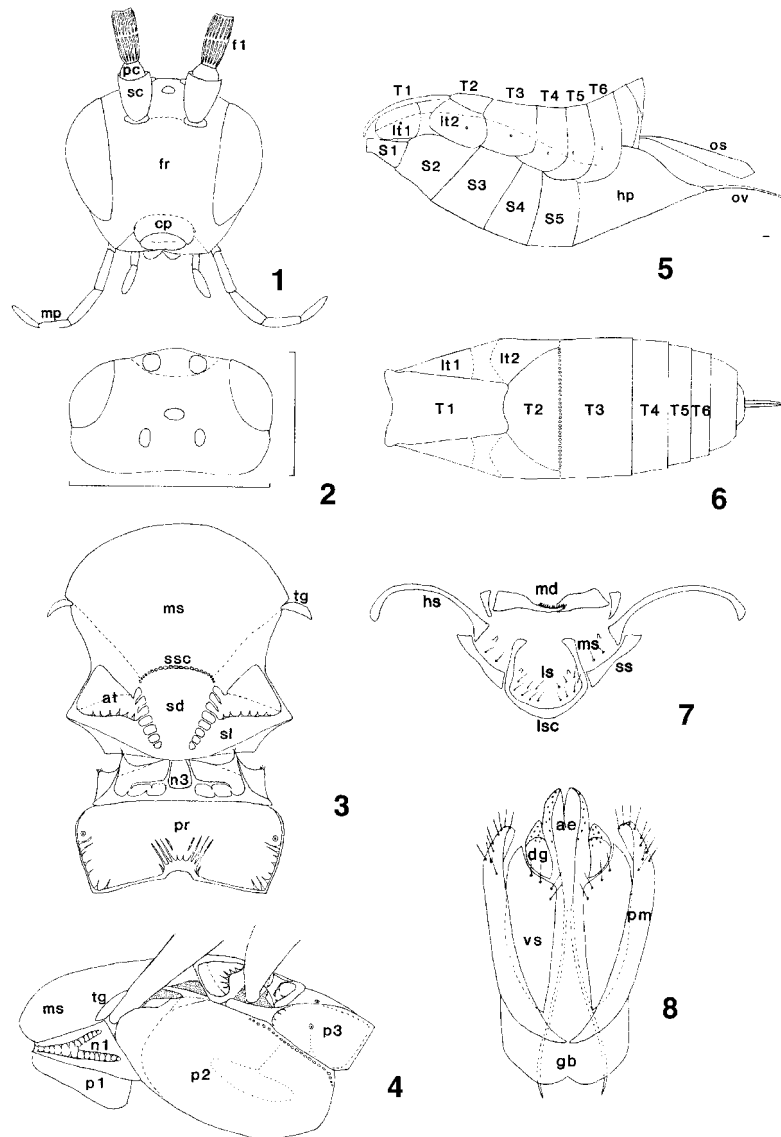 f1
pc
sc
fr
cp
mp
1
2
ms
tg
ssc
at
sd
sl
n3
pr
3
ms
tg
n1
p1
p2
p3
4
T1 T2 T3 T4 T5 T6
lt1 lt2
S1
S2
S3
S4
S5
hp
os
ov
5
lt1 lt2
T1 T2 T3 T4 T5 T6
6
md
hs
ms
ss
ls
lsc
7
ae
dg
vs
pm
gb
8